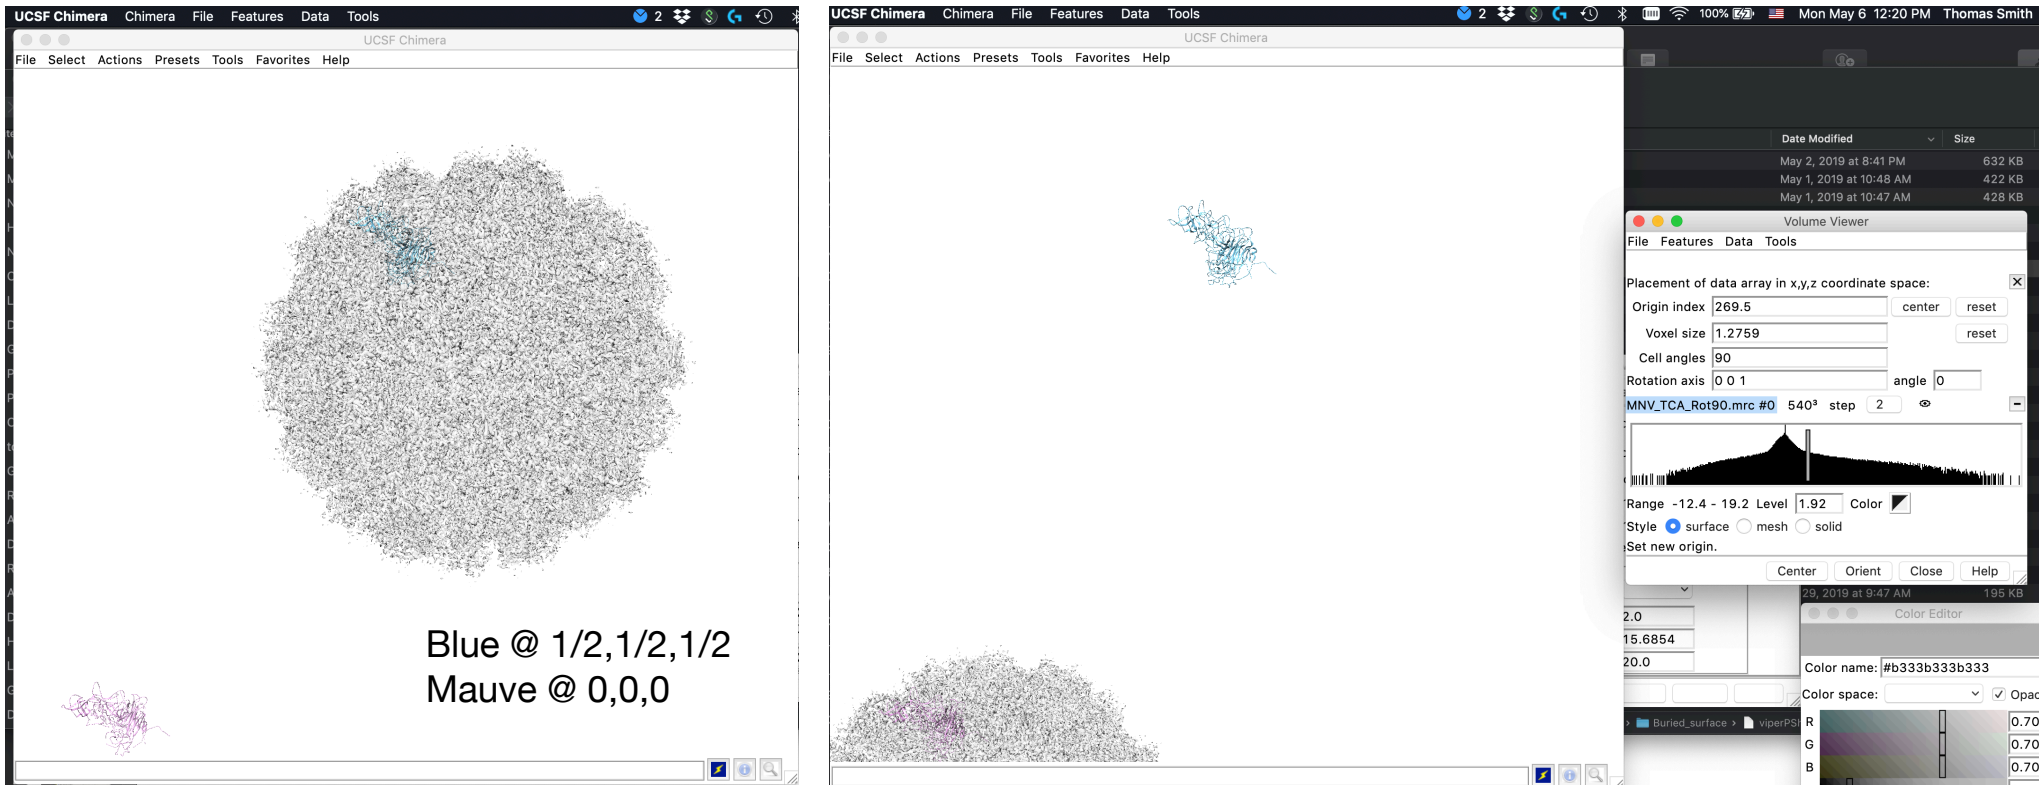 UCSF Chimera Chimera File Features Data Tools 2
UCSF Chimera
File Select Actions Presets Tools Favorites Help
Blue @ 1/2,1/2,1/2
Mauve @ 0,0,0
UCSF Chimera Chimera File Features Data Tools 2 100% Mon May 6 12:20 PM Thomas Smith
UCSF Chimera
File Select Actions Presets Tools Favorites Help
Date Modified Size
May 2, 2019 at 8:41 PM 632 KB
May 1, 2019 at 10:48 AM 422 KB
May 1, 2019 at 10:47 AM 428 KB
Volume Viewer
File Features Data Tools
Placement of data array in x,y,z coordinate space:
Origin index 269.5 center reset
Voxel size 1.2759 reset
Cell angles 90
Rotation axis 0 0 1 angle 0
MNV_TCA_Rot90.mrc #0 540³ step 2
Range -12.4 - 19.2 Level 1.92 Color
Style surface mesh solid
Set new origin.
Center Orient Close Help
29, 2019 at 9:47 AM 195 KB
Color Editor
2.0
15.6854
20.0
Color name: #b333b333b333
Color space: Opac
Buried_surface viperPSH
R 0.70
G 0.70
B 0.70